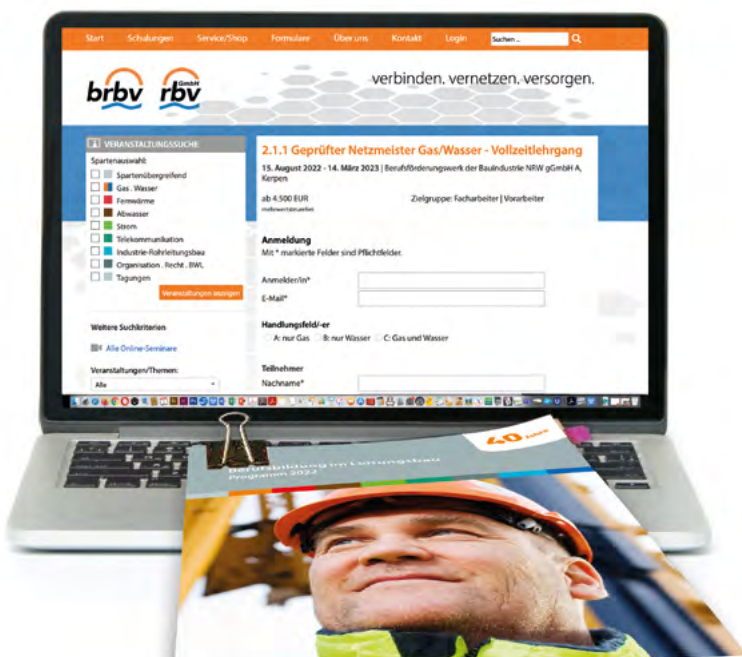 Start Schulungen Service/Shop Formulare Über uns Kontakt Login Suchen ...
brbv rbv GmbH
verbinden. vernetzen. versorgen.
VERANSTALTUNGSSUCHE
Spartenauswahl:
Spartenübergreifend
Gas . Wasser
Fernwärme
Abwasser
Strom
Telekommunikation
Industrie-Rohrleitungsbau
Organisation . Recht . BWL
Tagungen
Veranstaltungen anzeigen
Weitere Suchkriterien
Alle Online-Seminare
Veranstaltungen/Themen:
Alle
2.1.1 Geprüfter Netzmeister Gas/Wasser - Vollzeitlehrgang
15. August 2022 - 14. März 2023 | Berufsförderungswerk der Bauindustrie NRW gGmbH A,
Kerpen
ab 4.500 EUR Zielgruppe: Facharbeiter | Vorarbeiter
mehrwertsteuerfrei
Anmeldung
Mit * markierte Felder sind Pflichtfelder.
Anmelder/in*
E-Mail*
Handlungsfeld/-er
A: nur Gas B: nur Wasser C: Gas und Wasser
Teilnehmer
Nachname*
40 Jahre
Berufsbildung im Leitungsbau
Programm 2022